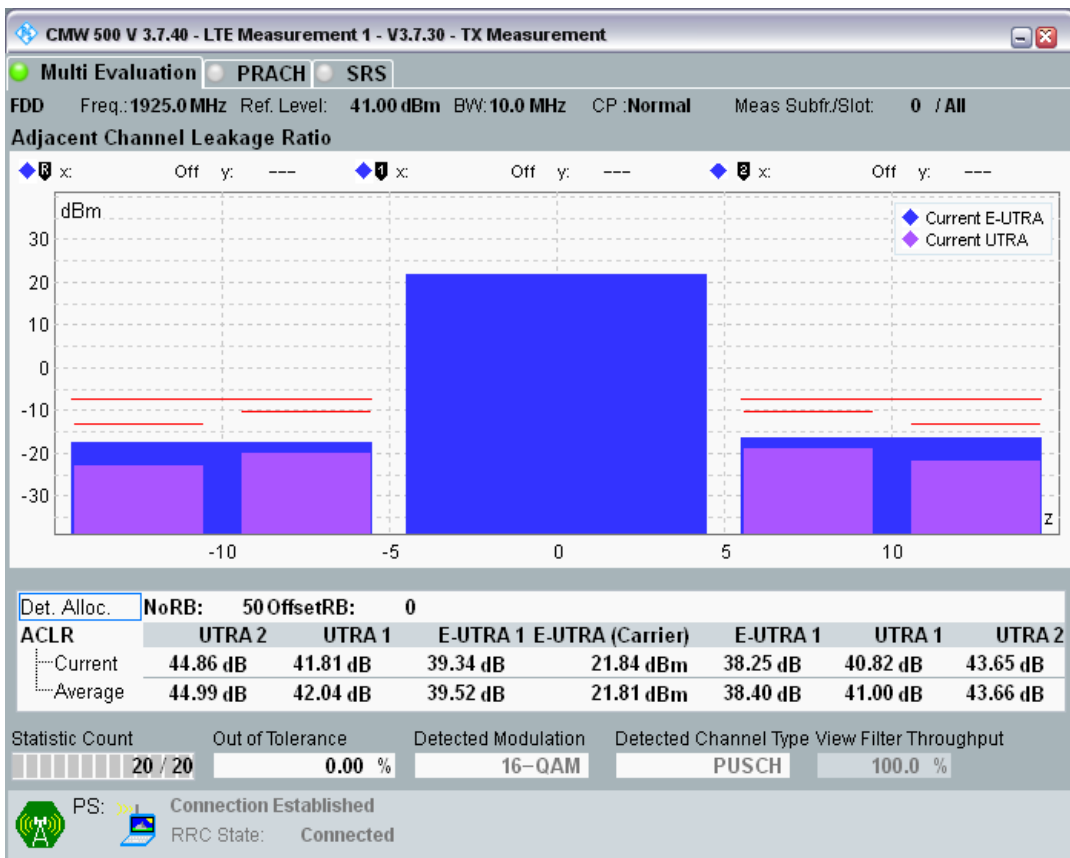 CMW 500 V 3.7.40 - LTE Measurement 1 - V3.7.30 - TX Measurement
Multi Evaluation PRACH SRS
FDD Freq.: 1925.0 MHz Ref. Level: 41.00 dBm BW: 10.0 MHz CP :Normal Meas Subfr./Slot: 0 / All
Adjacent Channel Leakage Ratio
R x: Off y: --- 1 x: Off y: --- 2 x: Off y: ---
dBm
Current E-UTRA
Current UTRA
30
20
10
0
-10
-20
-30
z
-10 -5 0 5 10
Det. Alloc. NoRB: 50 OffsetRB: 0
ACLR UTRA 2 UTRA 1 E-UTRA 1 E-UTRA (Carrier) E-UTRA 1 UTRA 1 UTRA 2
Current 44.86 dB 41.81 dB 39.34 dB 21.84 dBm 38.25 dB 40.82 dB 43.65 dB
Average 44.99 dB 42.04 dB 39.52 dB 21.81 dBm 38.40 dB 41.00 dB 43.66 dB
Statistic Count Out of Tolerance Detected Modulation Detected Channel Type View Filter Throughput
20 / 20 0.00 % 16-QAM PUSCH 100.0 %
PS: Connection Established
RRC State: Connected